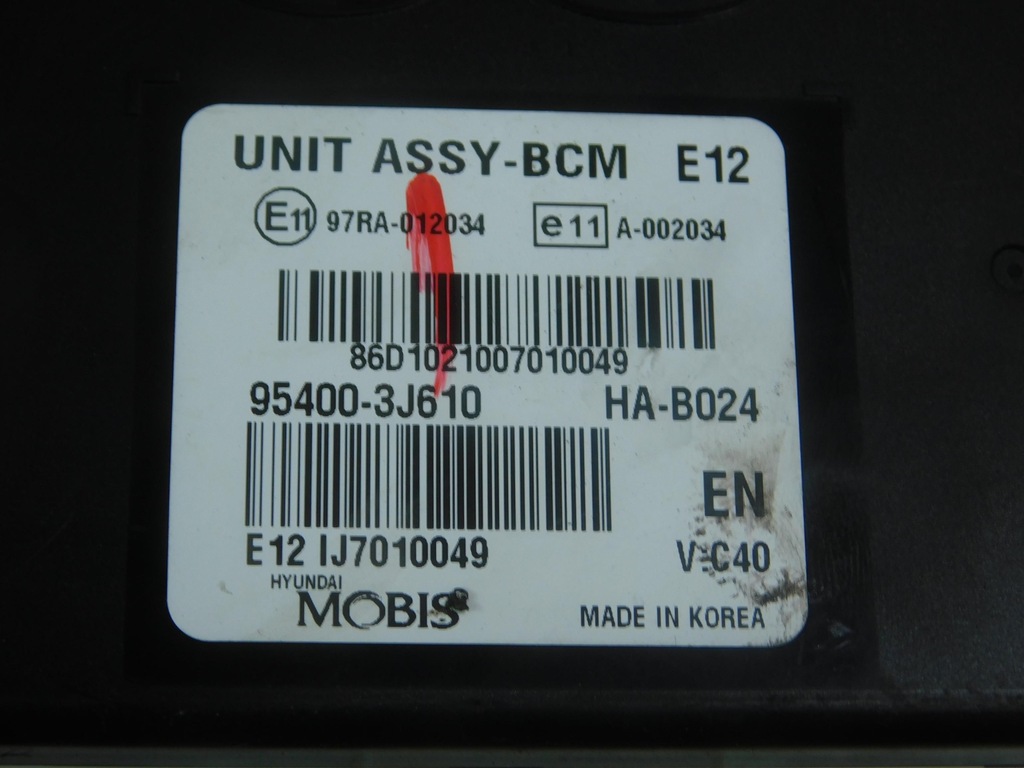 UNIT ASSY-BCM E12
E11 97RA-012034 e11 A-002034
86D1021007010049
95400-3J610 HA-B024
EN
E12 IJ7010049 V=C40
HYUNDAI
MOBIS MADE IN KOREA